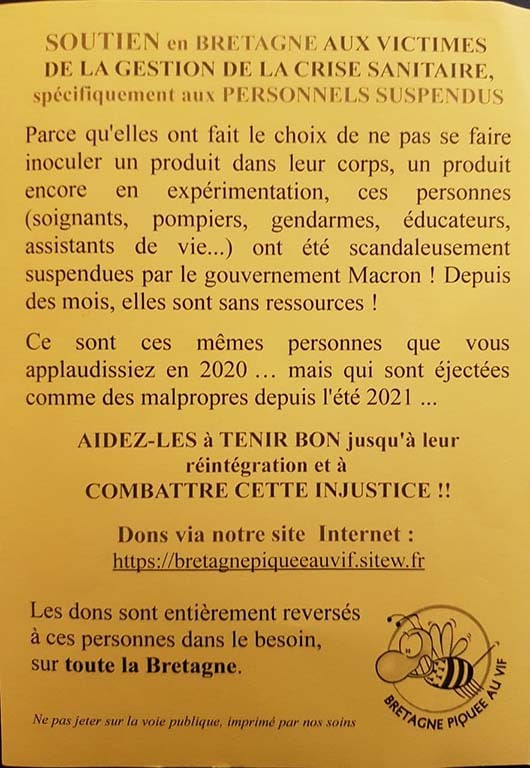 SOUTIEN en BRETAGNE AUX VICTIMES
DE LA GESTION DE LA CRISE SANITAIRE,
spécifiquement aux PERSONNELS SUSPENDUS
Parce qu'elles ont fait le choix de ne pas se faire
inoculer un produit dans leur corps, un produit
encore en expérimentation, ces personnes
(soignants, pompiers, gendarmes, éducateurs,
assistants de vie...) ont été scandaleusement
suspendues par le gouvernement Macron ! Depuis
des mois, elles sont sans ressources !
Ce sont ces mêmes personnes que vous
applaudissiez en 2020 ... mais qui sont éjectées
comme des malpropres depuis l'été 2021 ...
AIDEZ-LES à TENIR BON jusqu'à leur
réintégration et à
COMBATTRE CETTE INJUSTICE !!
Dons via notre site Internet :
https://bretagnepiqueeauvif.sitew.fr
Les dons sont entièrement reversés
à ces personnes dans le besoin,
sur toute la Bretagne.
BRETAGNE PIQUEE AU VIF
Ne pas jeter sur la voie publique, imprimé par nos soins